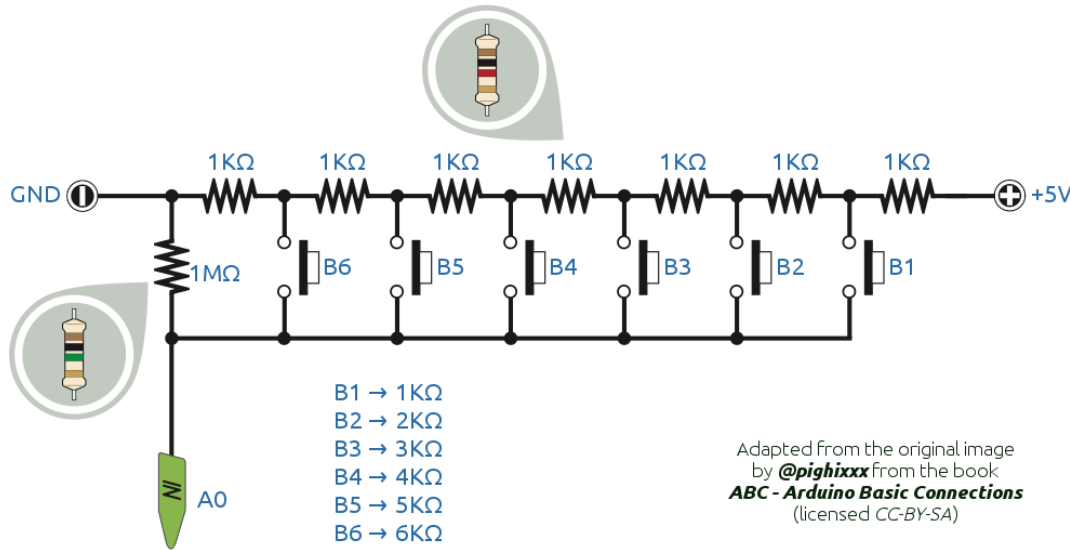 1KΩ 1KΩ 1KΩ 1KΩ 1KΩ 1KΩ 1KΩ
GND +5V
1MΩ B6 B5 B4 B3 B2 B1
B1 → 1KΩ
B2 → 2KΩ
B3 → 3KΩ
B4 → 4KΩ
B5 → 5KΩ
B6 → 6KΩ
IN A0
Adapted from the original image
by @pighixxx from the book
ABC - Arduino Basic Connections
(licensed CC-BY-SA)